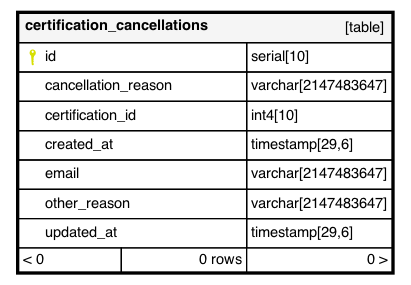 certification_cancellations [table]
id serial[10]
cancellation_reason varchar[2147483647]
certification_id int4[10]
created_at timestamp[29,6]
email varchar[2147483647]
other_reason varchar[2147483647]
updated_at timestamp[29,6]
< 0 0 rows 0 >